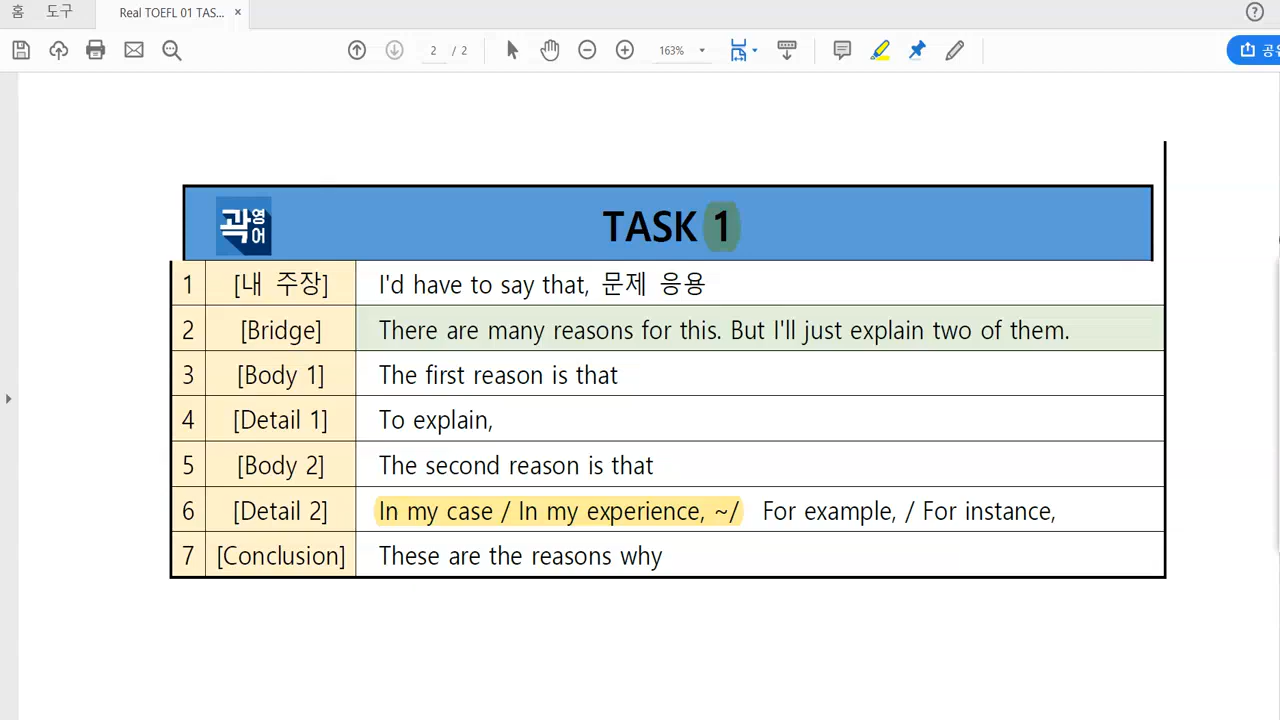 홈 도구 Real TOEFL 01 TAS... ×
2 / 2 163% 공유
곽영어 TASK 1
1 [내 주장] I'd have to say that, 문제 응용
2 [Bridge] There are many reasons for this. But I'll just explain two of them.
3 [Body 1] The first reason is that
4 [Detail 1] To explain,
5 [Body 2] The second reason is that
6 [Detail 2] In my case / In my experience, ~/ For example, / For instance,
7 [Conclusion] These are the reasons why